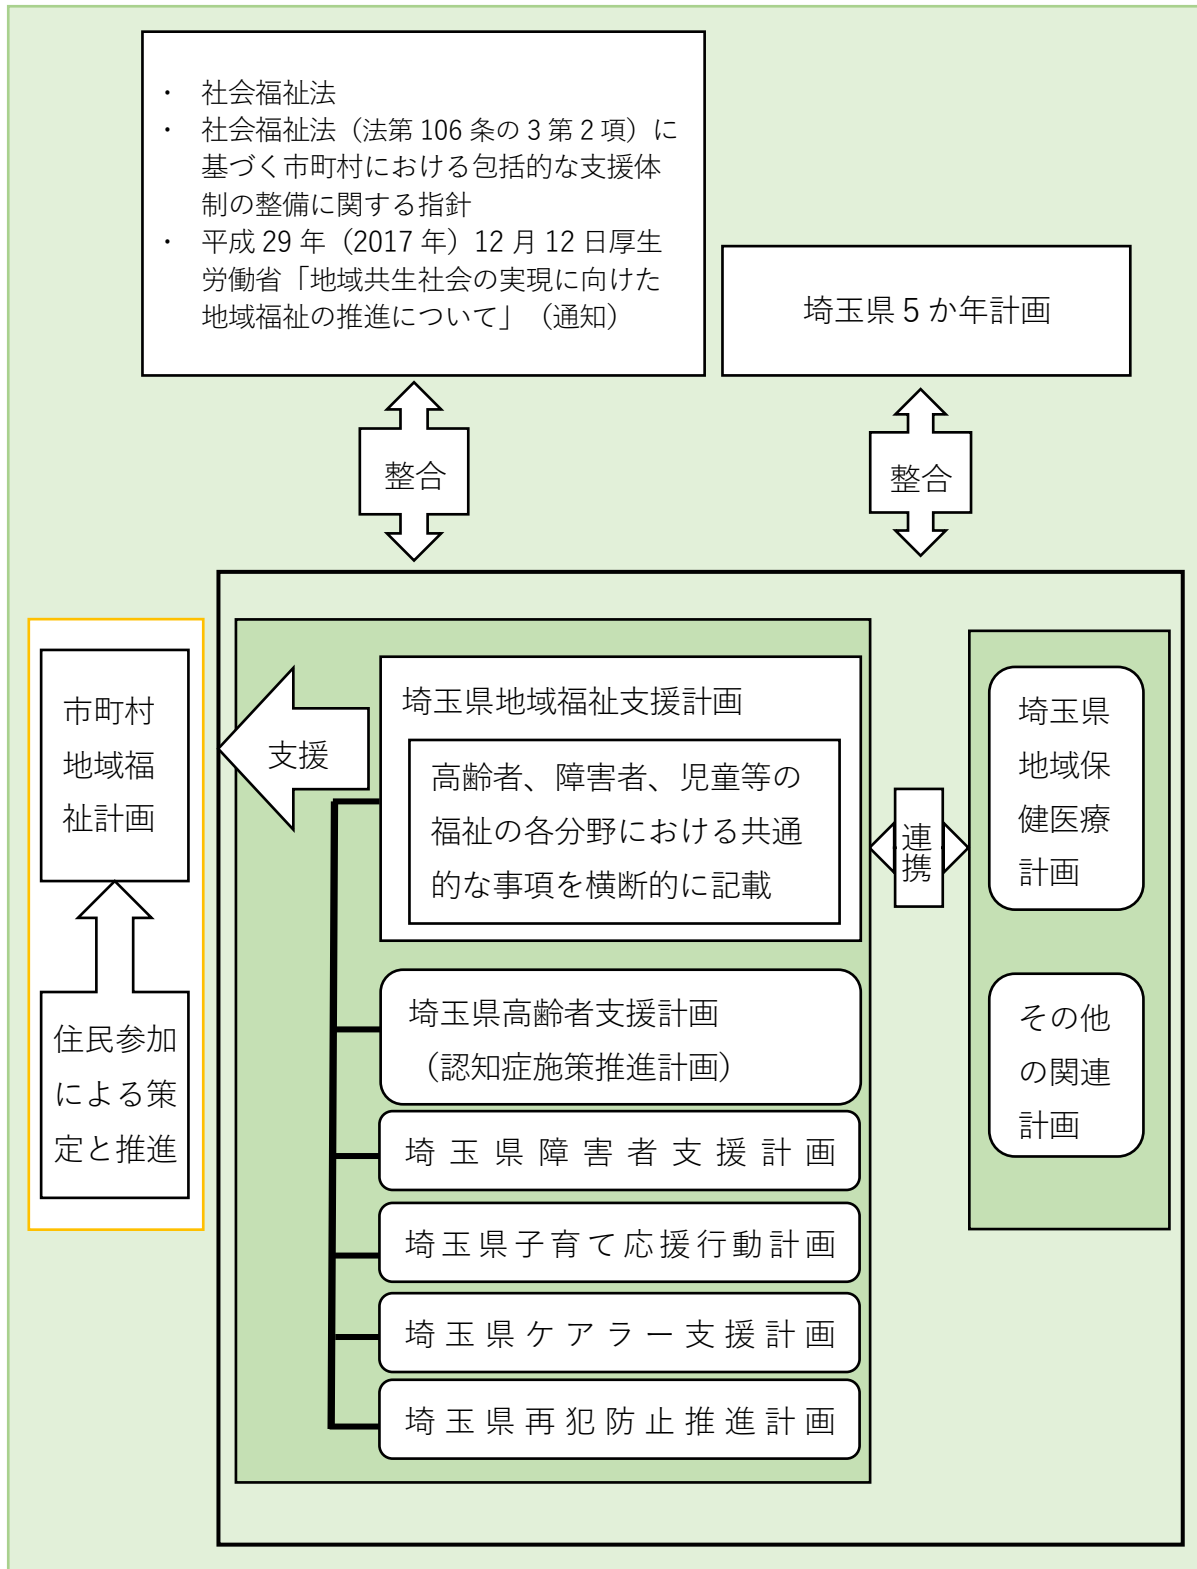 ・ 社会福祉法
・ 社会福祉法（法第 106 条の 3 第 2 項）に
基づく市町村における包括的な支援体
制の整備に関する指針
・ 平成 29 年（2017 年）12 月 12 日厚生
労働省「地域共生社会の実現に向けた
地域福祉の推進について」（通知）
埼玉県５か年計画
整合
整合
市町村
地域福
祉計画
住民参加
による策
定と推進
支援
埼玉県地域福祉支援計画
高齢者、障害者、児童等の
福祉の各分野における共通
的な事項を横断的に記載
埼玉県高齢者支援計画
（認知症施策推進計画）
埼玉県障害者支援計画
埼玉県子育て応援行動計画
埼玉県ケアラー支援計画
埼玉県再犯防止推進計画
連
携
埼玉県
地域保
健医療
計画
その他
の関連
計画